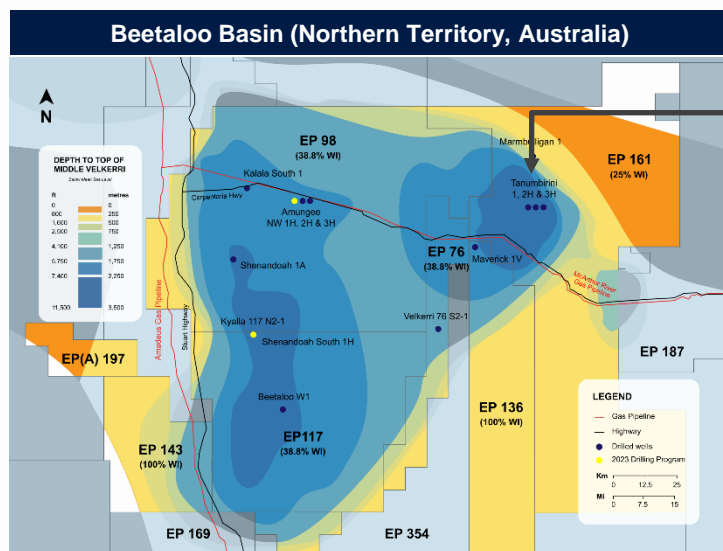 Beetaloo Basin (Northern Territory, Australia)
N
DEPTH TO TOP OF
MIDDLE VELKERRI
ft
metres
0
0
600
250
1,600
500
2,500
750
4,100
1,250
5,750
1,750
7,400
2,250
11,500
3,500
EP 98
(38.8% WI)
Marmbulligan 1
EP 161
(25% WI)
Kalala South 1
Carpentaria Hwy
Tanumbirini
1, 2H & 3H
Amungee
NW 1H, 2H & 3H
EP 76
(38.8% WI)
Maverick 1V
Shenandoah 1A
McArthur River
Gas Pipeline
Amadeus Gas Pipeline
Stuart Highway
Velkerri 76 S2-1
Kyalla 117 N2-1
Shenandoah South 1H
EP(A) 197
EP 187
Beetaloo W1
EP 136
(100% WI)
EP117
(38.8% WI)
EP 143
(100% WI)
EP 169
EP 354
LEGEND
Gas Pipeline
Highway
Drilled wells
2023 Drilling Program
Km
0 12.5 25
Mi
0 7.5 15